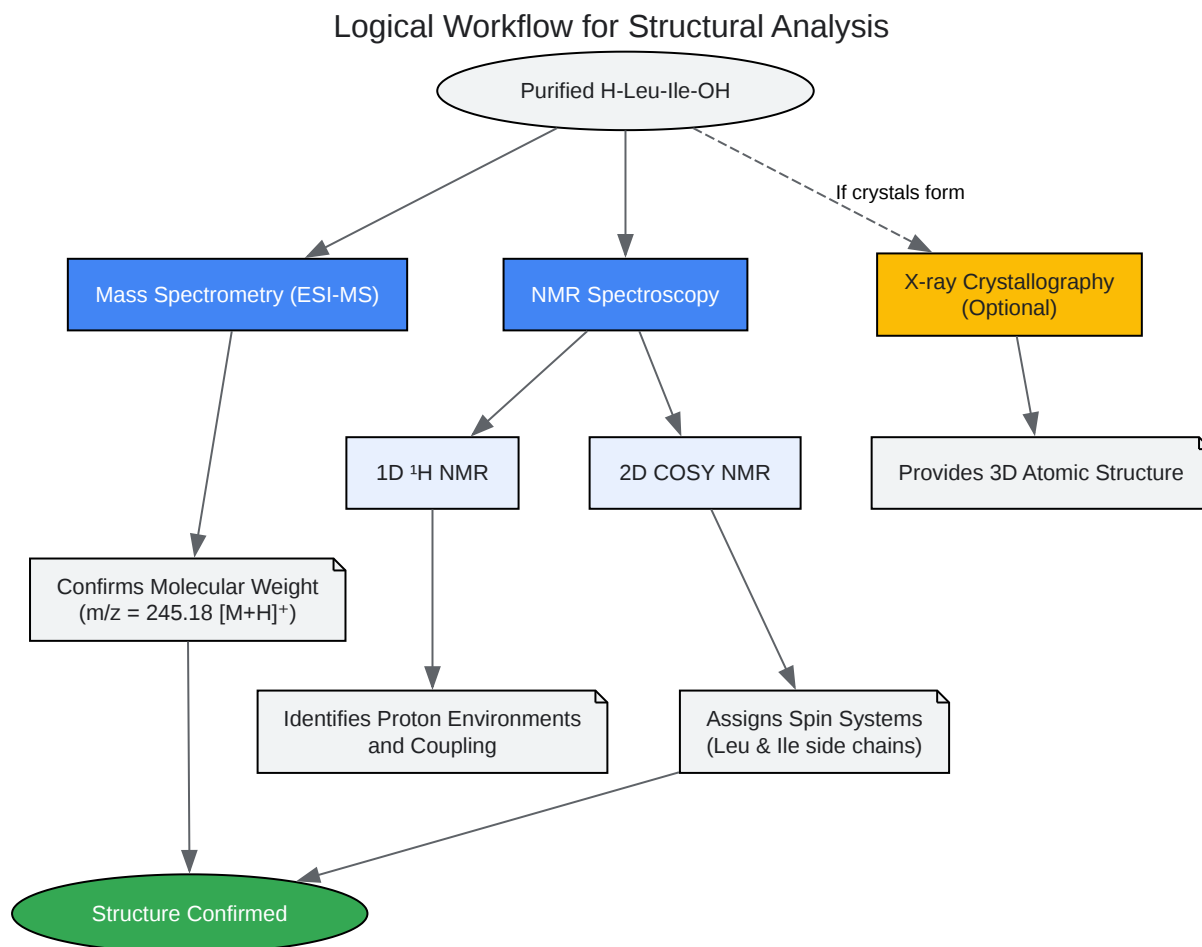 Logical Workflow for Structural Analysis
Purified H-Leu-Ile-OH
If crystals form
Mass Spectrometry (ESI-MS)
NMR Spectroscopy
X-ray Crystallography
(Optional)
1D ¹H NMR
2D COSY NMR
Provides 3D Atomic Structure
Confirms Molecular Weight
(m/z = 245.18 [M+H]⁺)
Identifies Proton Environments
and Coupling
Assigns Spin Systems
(Leu & Ile side chains)
Structure Confirmed